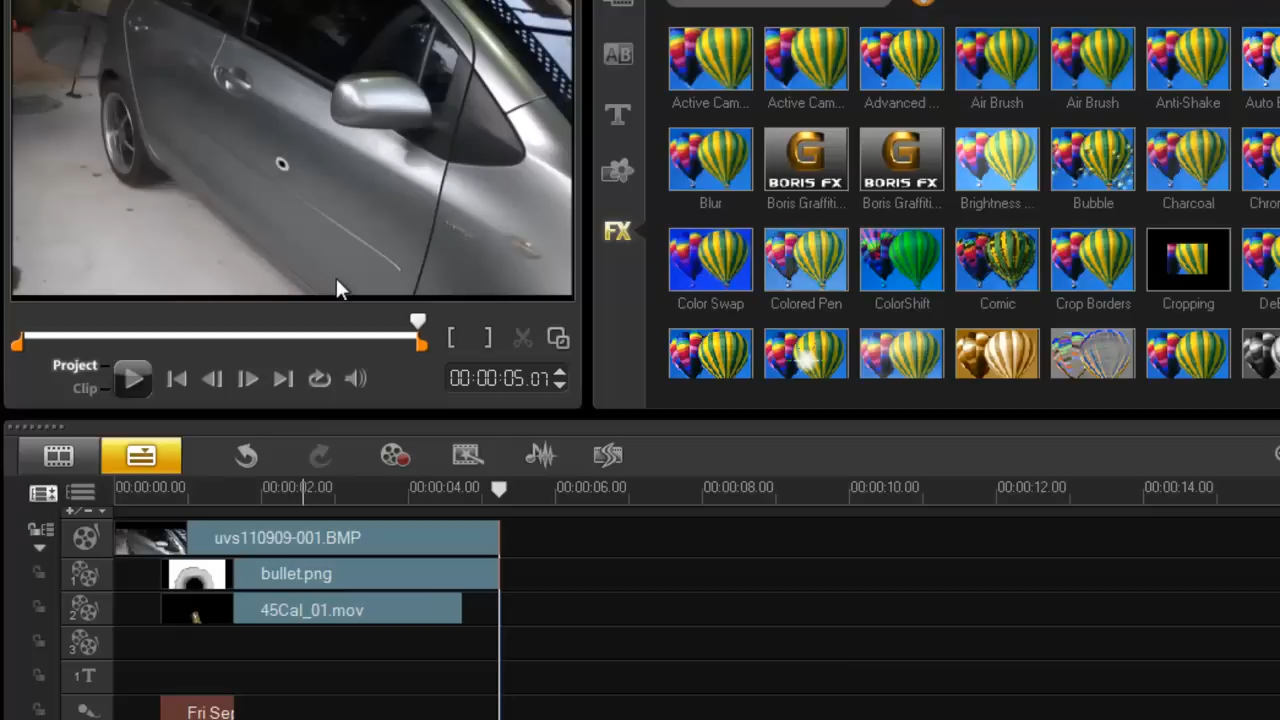 AB
T
FX
Active Cam... Active Cam... Advanced ... Air Brush Air Brush Anti-Shake Auto
G BORIS FX G BORIS FX
Blur Boris Graffiti... Boris Graffiti... Brightness ... Bubble Charcoal Chror
Color Swap Colored Pen ColorShift Comic Crop Borders Cropping
Project
Clip
[ ]
00:00:05.07
00:00:00.00 00:00:02.00 00:00:04.00 00:00:06.00 00:00:08.00 00:00:10.00 00:00:12.00 00:00:14.00
+/-
uvs110909-001.BMP
1 bullet.png
2 45Cal_01.mov
3
1T
Fri Sep